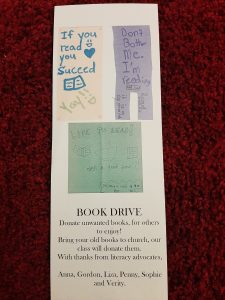 If you
read
you
Succeed
Yay!
Don't
Bother
Me.
I'm
reading
BOOK DRIVE
Donate unwanted books, for others
to enjoy!
Bring your old books to church, our
class will donate them.
With thanks from literacy advocates,
Anna, Gordon, Liza, Penny, Sophie
and Verity.